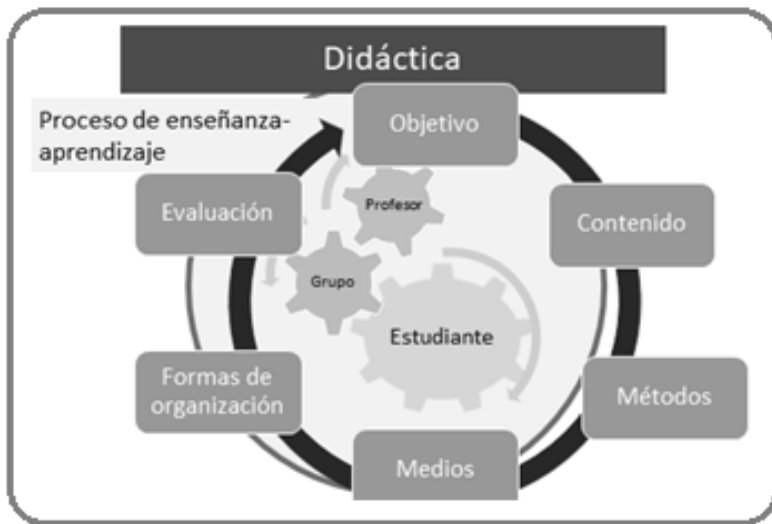 Didáctica
Proceso de enseñanza-
aprendizaje
Objetivo
Profesor
Evaluación
Contenido
Grupo
Estudiante
Formas de
organización
Métodos
Medios